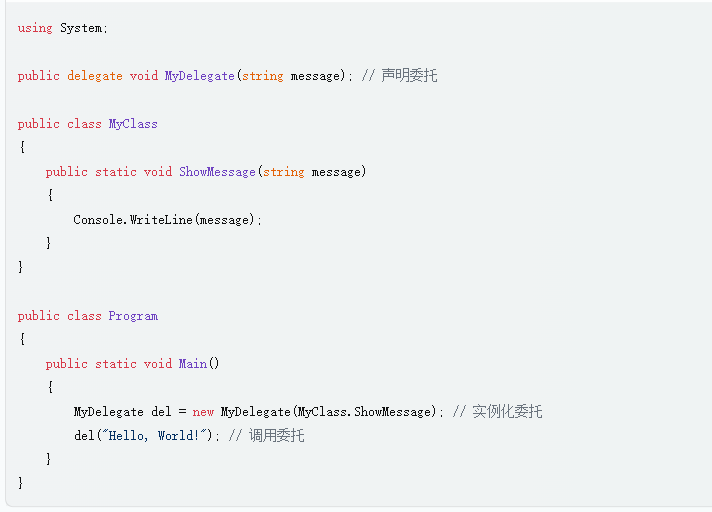 using System;
public delegate void MyDelegate(string message); // 声明委托
public class MyClass
{
    public static void ShowMessage(string message)
    {
        Console.WriteLine(message);
    }
}
public class Program
{
    public static void Main()
    {
        MyDelegate del = new MyDelegate(MyClass.ShowMessage); // 实例化委托
        del("Hello, World!"); // 调用委托
    }
}